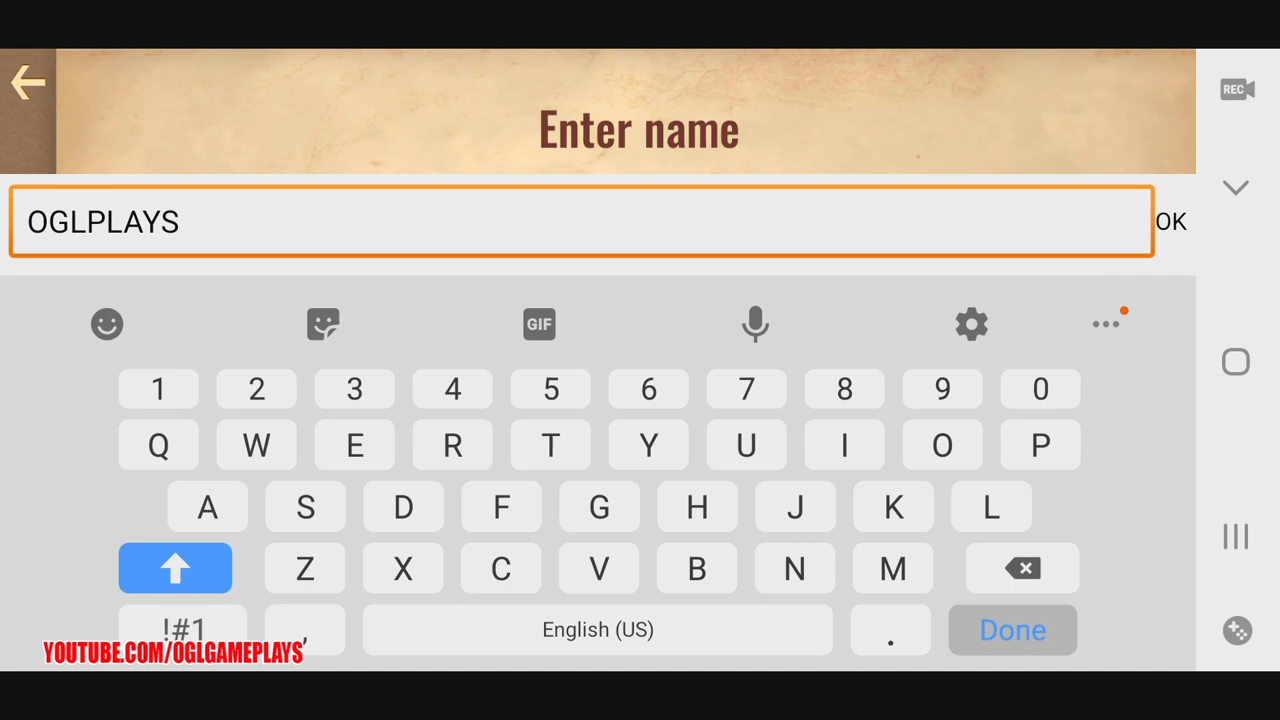 REC
Enter name
OGLPLAYS
OK
GIF
1 2 3 4 5 6 7 8 9 0
Q W E R T Y U I O P
A S D F G H J K L
Z X C V B N M
!#1 , English (US) . Done
YOUTUBE.COM/OGLGAMEPLAYS